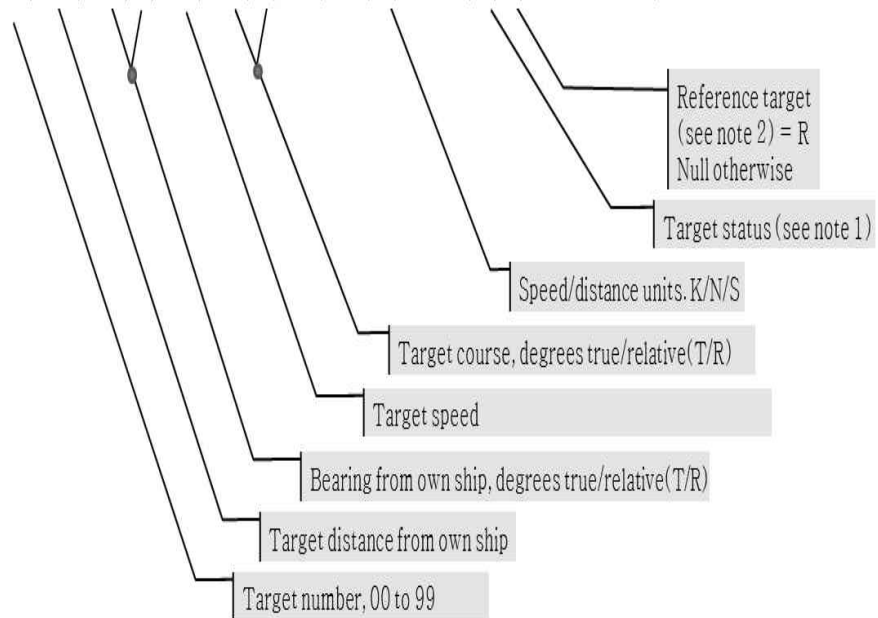 Reference target
(see note 2) = R
Null otherwise
Target status (see note 1)
Speed/distance units. K/N/S
Target course, degrees true/relative(T/R)
Target speed
Bearing from own ship, degrees true/relative(T/R)
Target distance from own ship
Target number, 00 to 99